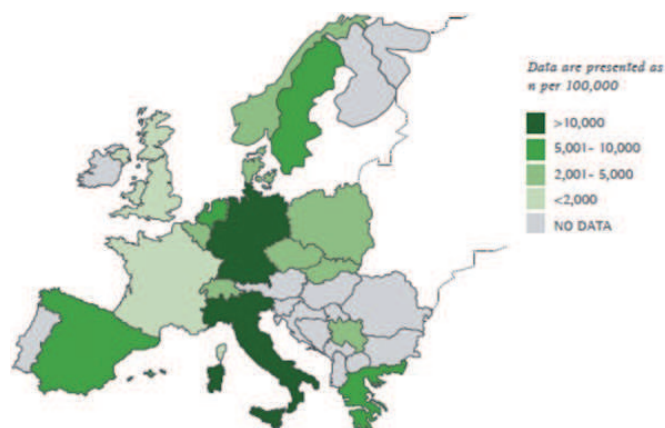 Data are presented as
n per 100,000
>10,000
5,001- 10,000
2,001- 5,000
<2,000
NO DATA